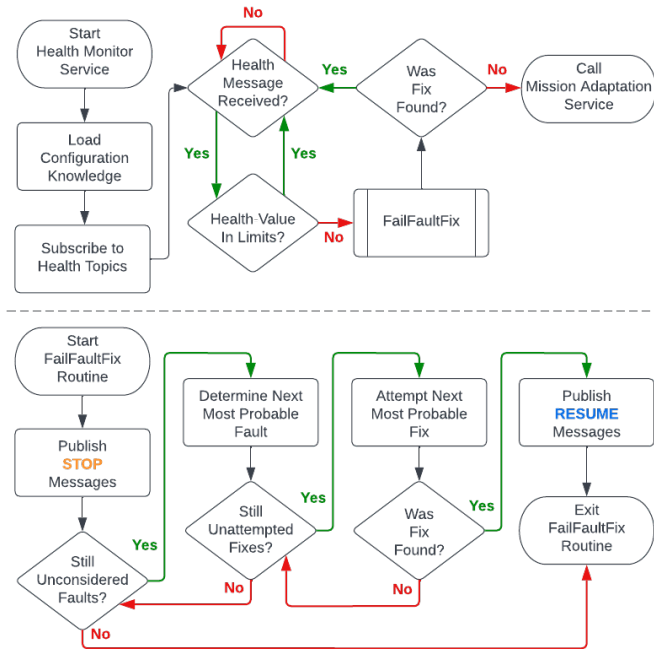 Start
Health Monitor
Service
Load
Configuration
Knowledge
Subscribe to
Health Topics
No
Health
Message
Received?
Yes
Yes
Yes
Health Value
In Limits?
No
FailFaultFix
Was
Fix
Found?
No
Call
Mission Adaptation
Service
Start
FailFaultFix
Routine
Publish
STOP
Messages
Still
Unconsidered
Faults?
Yes
No
Determine Next
Most Probable
Fault
Still
Unattempted
Fixes?
Yes
No
Attempt Next
Most Probable
Fix
Was
Fix
Found?
Yes
No
Publish
RESUME
Messages
Exit
FailFaultFix
Routine